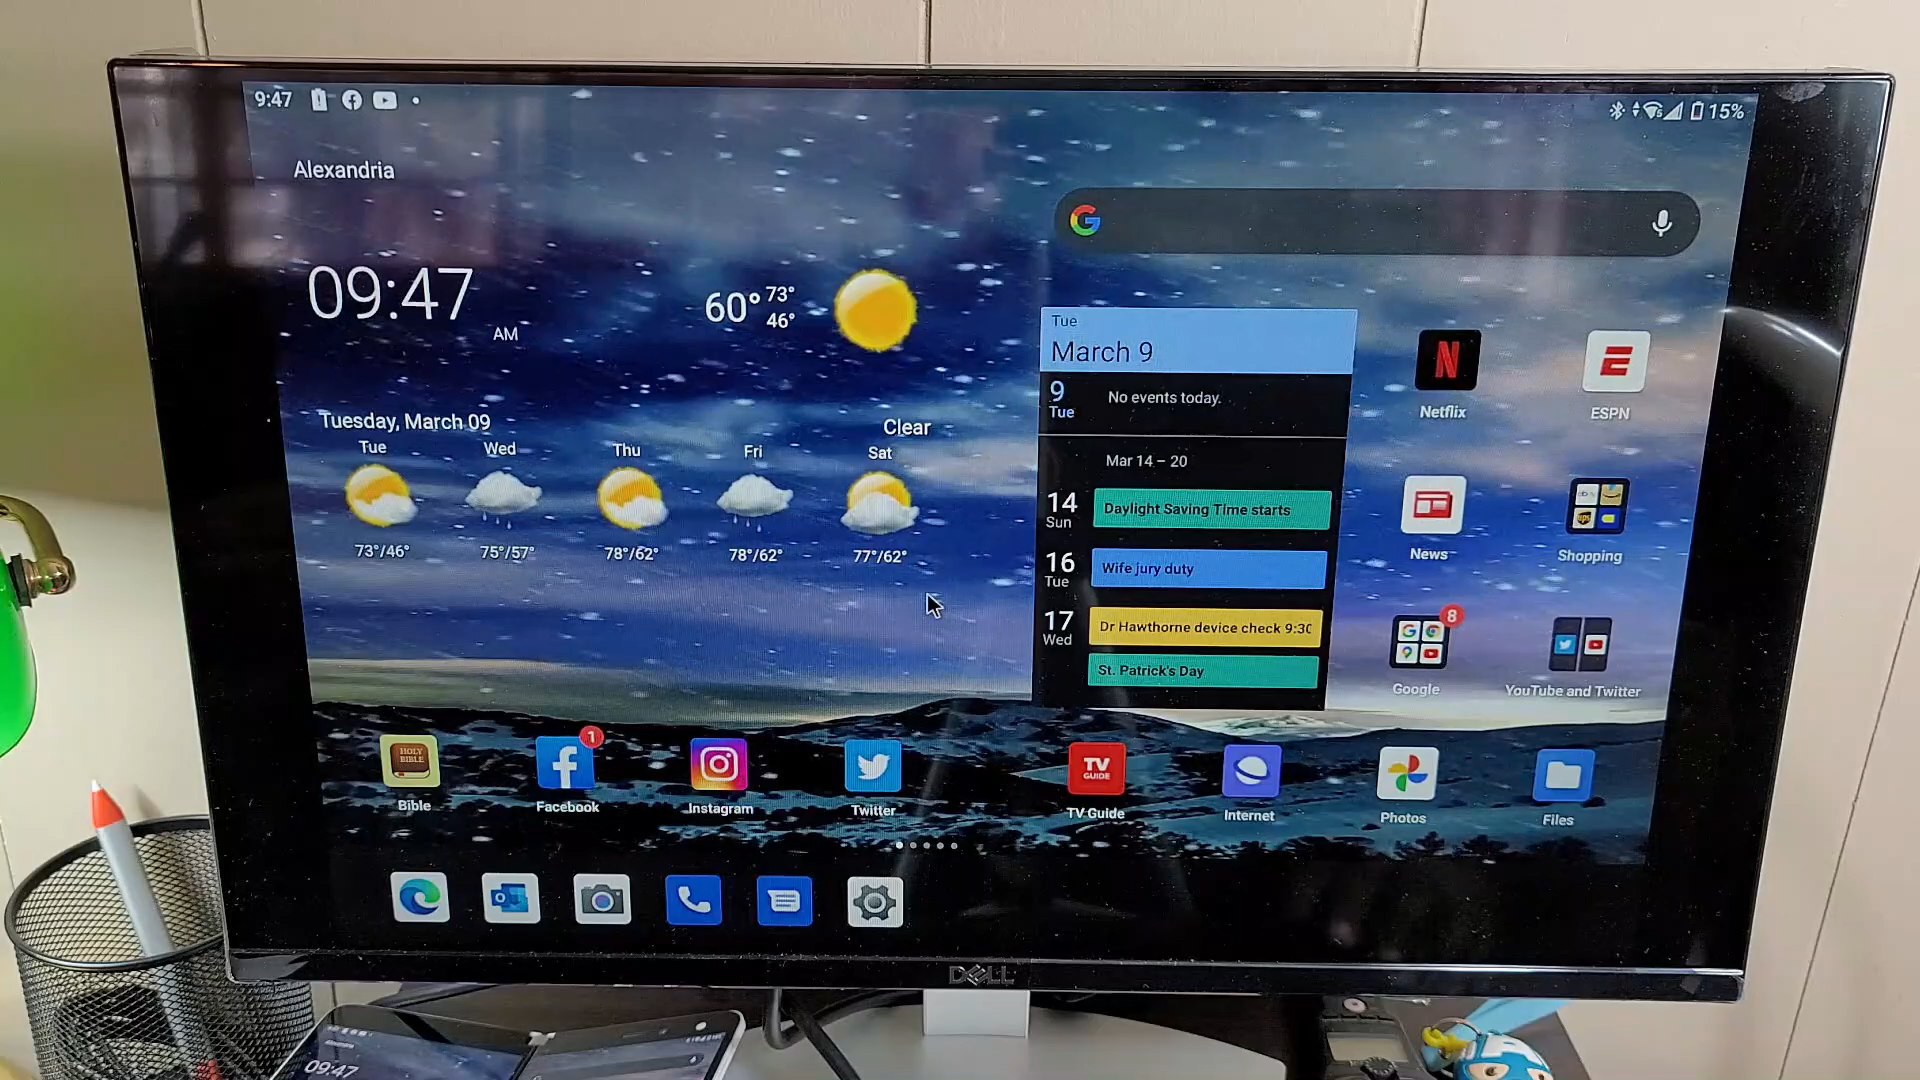 9:47
15%
Alexandria
09:47
AM
60°
73°
46°
Tuesday, March 09
Clear
Tue
Wed
Thu
Fri
Sat
73°/46°
75°/57°
78°/62°
78°/62°
77°/62°
Tue
March 9
9
Tue
No events today.
Mar 14 – 20
14
Sun
Daylight Saving Time starts
16
Tue
Wife jury duty
17
Wed
Dr Hawthorne device check 9:30
St. Patrick's Day
Netflix
ESPN
News
Shopping
8
Google
YouTube and Twitter
HOLY
BIBLE
Bible
1
Facebook
Instagram
Twitter
TV
GUIDE
TV Guide
Internet
Photos
Files
DELL
09:47